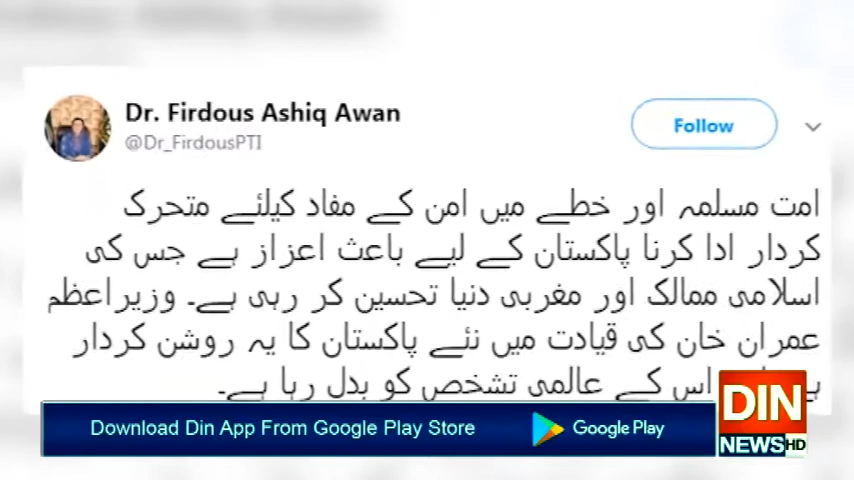 Dr. Firdous Ashiq Awan
@Dr_FirdousPTI
Follow
امت مسلمہ اور خطے میں امن کے مفاد کیلئے متحرک
کردار ادا کرنا پاکستان کے لیے باعث اعزاز ہے جس کی
اسلامی ممالک اور مغربی دنیا تحسین کر رہی ہے۔ وزیراعظم
عمران خان کی قیادت میں نئے پاکستان کا یہ روشن کردار
اس کے عالمی تشخص کو بدل رہا ہے۔
Download Din App From Google Play Store
Google Play
DIN
NEWS HD